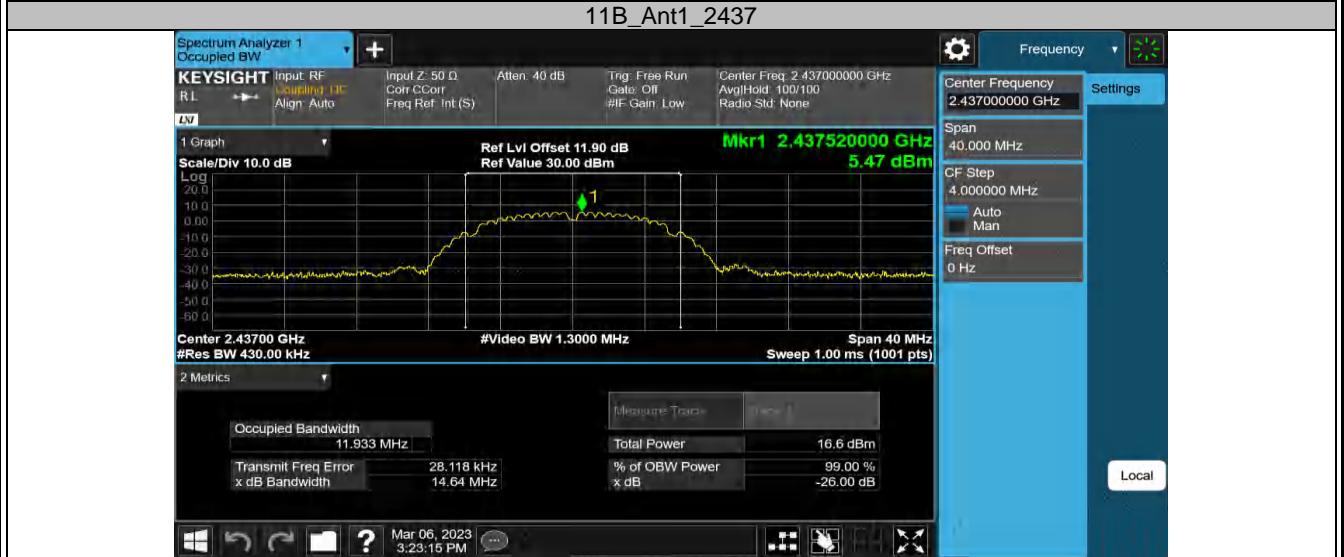 11B_Ant1_2437
Spectrum Analyzer 1
Occupied BW
+
Frequency
KEYSIGHT
RL
LXI
Input: RF
Coupling: DC
Align: Auto
Input Z: 50 Ω
Corr CCorr
Freq Ref: Int (S)
Atten: 40 dB
Trig: Free Run
Gate: Off
#IF Gain: Low
Center Freq: 2.437000000 GHz
Avg|Hold: 100/100
Radio Std: None
Center Frequency
2.437000000 GHz
Settings
Span
40.000 MHz
CF Step
4.000000 MHz
Auto
Man
Freq Offset
0 Hz
1 Graph
Scale/Div 10.0 dB
Ref Lvl Offset 11.90 dB
Ref Value 30.00 dBm
Mkr1 2.437520000 GHz
5.47 dBm
Log
20.0
10.0
0.00
-10.0
-20.0
-30.0
-40.0
-50.0
-60.0
1
Center 2.43700 GHz
#Res BW 430.00 kHz
#Video BW 1.3000 MHz
Span 40 MHz
Sweep 1.00 ms (1001 pts)
2 Metrics
Measure Trace
Trace 1
Occupied Bandwidth
11.933 MHz
Total Power 16.6 dBm
Transmit Freq Error 28.118 kHz
% of OBW Power 99.00 %
x dB Bandwidth 14.64 MHz
x dB -26.00 dB
Local
?
Mar 06, 2023
3:23:15 PM